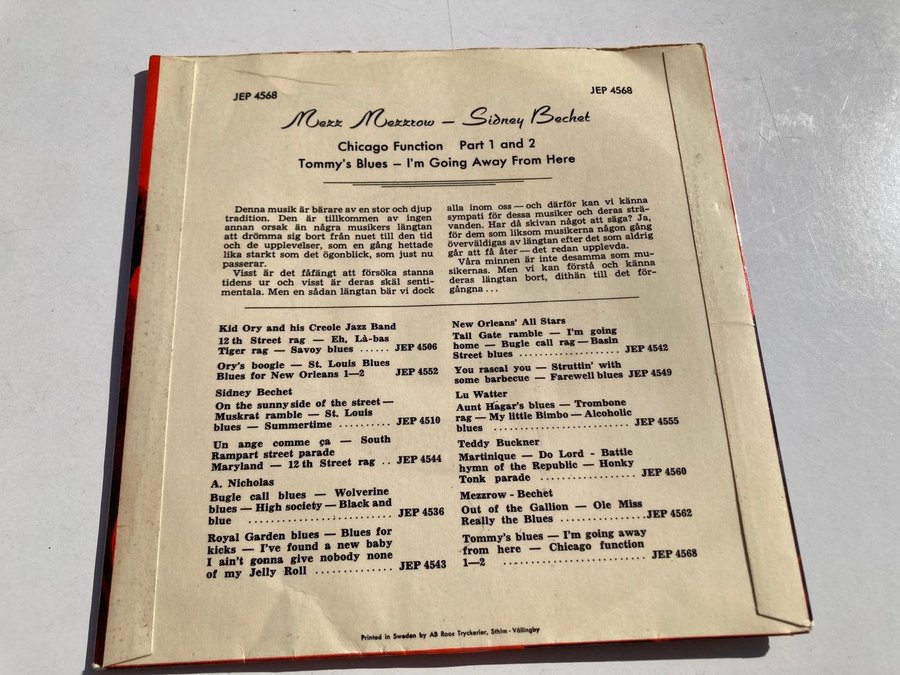 JEP 4568
JEP 4568
Mezz Mezzrow — Sidney Bechet
Chicago Function Part 1 and 2
Tommy's Blues – I'm Going Away From Here
Denna musik är bärare av en stor och djup
tradition. Den är tillkommen av ingen
annan orsak än några musikers längtan
att drömma sig bort från nuet till den tid
och de upplevelser, som en gång hettade
lika starkt som det ögonblick, som just nu
passerar.
Visst är det fåfängt att försöka stanna
tidens ur och visst är deras skäl senti-
mentala. Men en sådan längtan bär vi dock
alla inom oss — och därför kan vi känna
sympati för dessa musiker och deras strä-
vanden. Har då skivan något att säga? Ja,
för dem som liksom musikerna någon gång
överväldigas av längtan efter det som aldrig
går att få åter — det redan upplevda.
Våra minnen är inte desamma som mu-
sikernas. Men vi kan förstå och känna
deras längtan bort, dithän till det för-
gångna ...
Kid Ory and his Creole Jazz Band
12 th Street rag — Eh, Là-bas
Tiger rag — Savoy blues ...... JEP 4506
Ory's boogie — St. Louis Blues
Blues for New Orleans 1—2 JEP 4552
Sidney Bechet
On the sunny side of the street —
Muskrat ramble — St. Louis
blues — Summertime .......... JEP 4510
Un ange comme ça — South
Rampart street parade
Maryland — 12 th Street rag .. JEP 4544
A. Nicholas
Bugle call blues — Wolverine
blues — High society — Black and
blue .................... JEP 4536
Royal Garden blues — Blues for
kicks — I've found a new baby
I ain't gonna give nobody none
of my Jelly Roll ............. JEP 4543
New Orleans' All Stars
Tail Gate ramble — I'm going
home — Bugle call rag — Basin
Street blues ................ JEP 4542
You rascal you — Struttin' with
some barbecue — Farewell blues JEP 4549
Lu Watter
Aunt Hagar's blues — Trombone
rag — My little Bimbo — Alcoholic
blues .................... JEP 4555
Teddy Buckner
Martinique — Do Lord - Battle
hymn of the Republic — Honky
Tonk parade .............. JEP 4560
Mezzrow - Bechet
Out of the Gallion — Ole Miss
Really the Blues ............ JEP 4562
Tommy's blues — I'm going away
from here — Chicago function
1—2 ..................... JEP 4568
Printed in Sweden by AB Roos Tryckerier, Sthlm - Vällingby